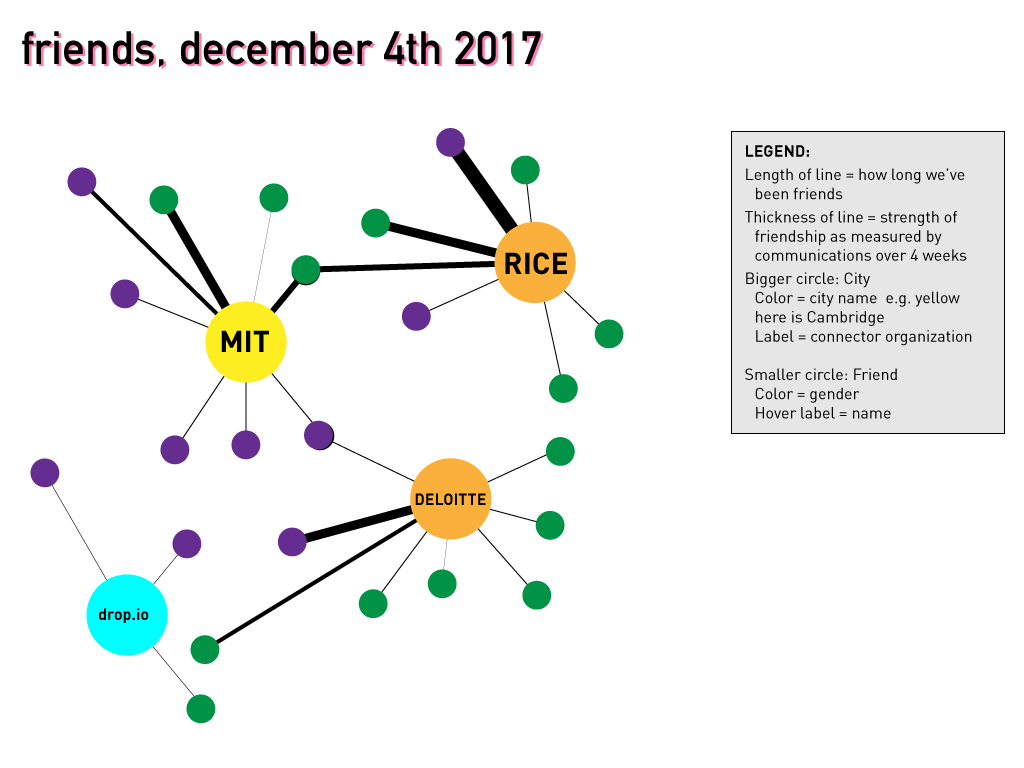 friends, december 4th 2017
LEGEND:
Length of line = how long we've
been friends
Thickness of line = strength of
friendship as measured by
communications over 4 weeks
Bigger circle: City
Color = city name e.g. yellow
here is Cambridge
Label = connector organization
Smaller circle: Friend
Color = gender
Hover label = name
RICE
MIT
DELOITTE
drop.io